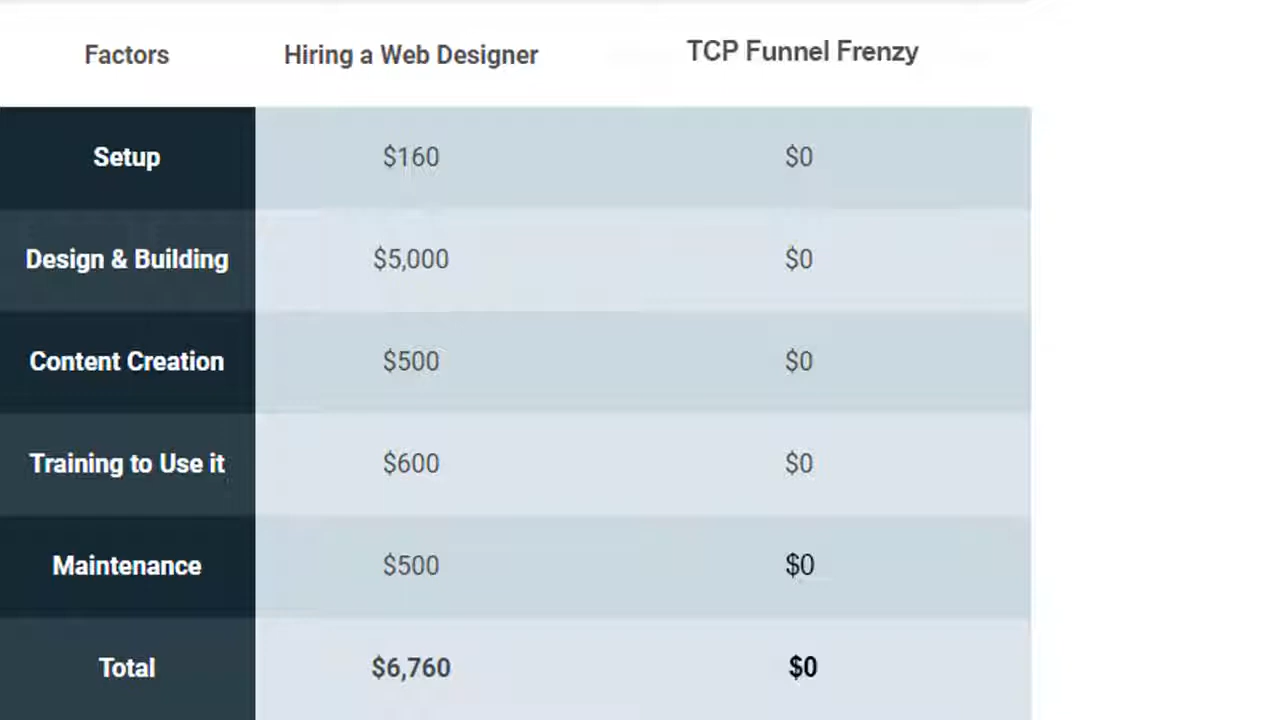 Factors Hiring a Web Designer TCP Funnel Frenzy
Setup $160 $0
Design & Building $5,000 $0
Content Creation $500 $0
Training to Use it $600 $0
Maintenance $500 $0
Total $6,760 $0